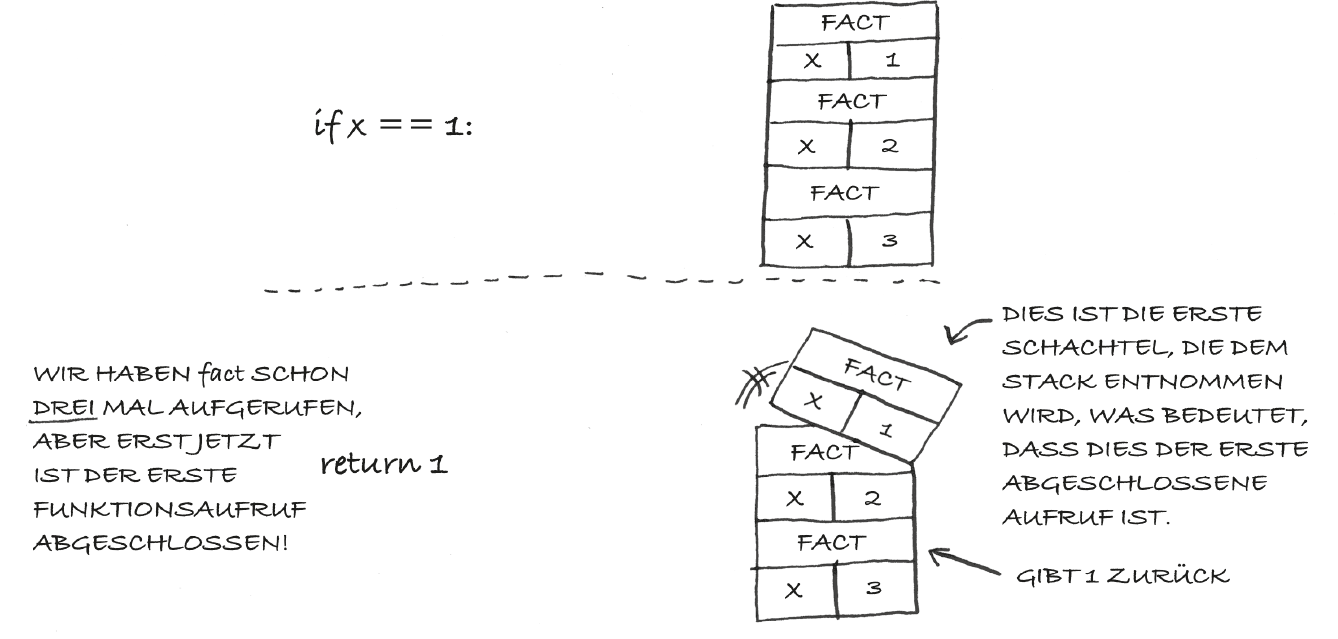 FACT
X 1
FACT
if x == 1:
X 2
FACT
X 3
WIR HABEN fact SCHON
DREI MAL AUFGERUFEN,
ABER ERST JETZT
IST DER ERSTE
FUNKTIONSAUFRUF
ABGESCHLOSSEN!
return 1
FACT
X 1
FACT
X 2
FACT
X 3
DIES IST DIE ERSTE
SCHACHTEL, DIE DEM
STACK ENTNOMMEN
WIRD, WAS BEDEUTET,
DASS DIES DER ERSTE
ABGESCHLOSSENE
AUFRUF IST.
GIBT 1 ZURÜCK